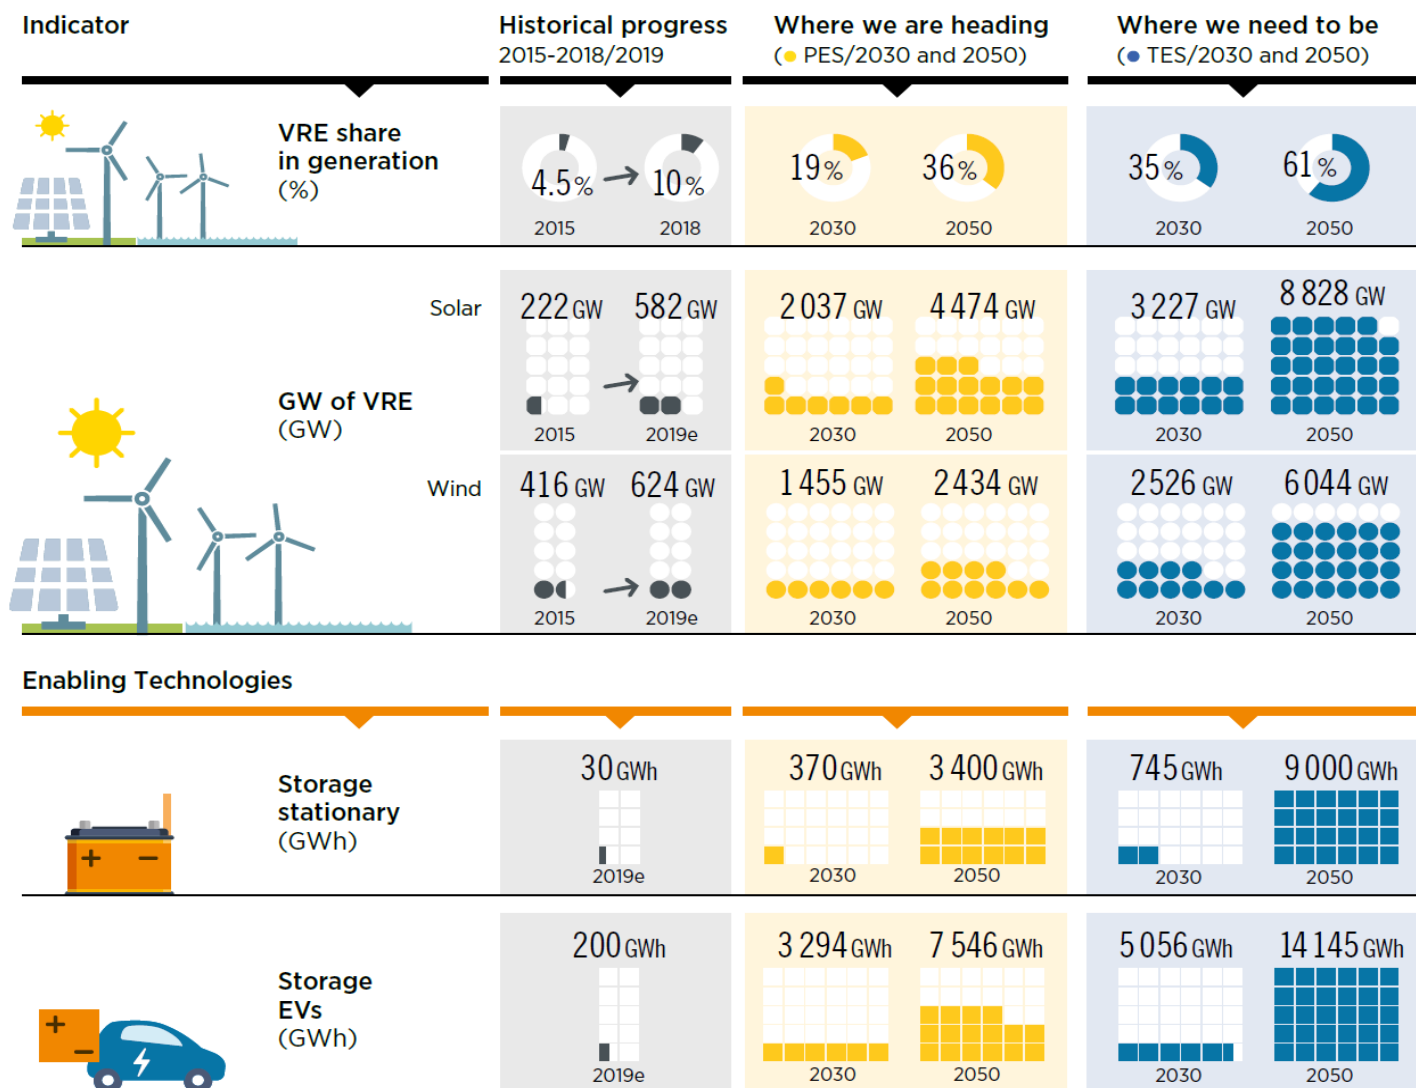 Indicator
Historical progress
2015-2018/2019
Where we are heading
(● PES/2030 and 2050)
Where we need to be
(● TES/2030 and 2050)
VRE share
in generation
(%)
4.5% 10% 19% 36% 35% 61%
2015 2018 2030 2050 2030 2050
GW of VRE
(GW)
Solar
222 GW 582 GW 2 037 GW 4 474 GW 3 227 GW 8 828 GW
2015 2019e 2030 2050 2030 2050
Wind
416 GW 624 GW 1 455 GW 2 434 GW 2 526 GW 6 044 GW
2015 2019e 2030 2050 2030 2050
Enabling Technologies
Storage
stationary
(GWh)
30 GWh 370 GWh 3 400 GWh 745 GWh 9 000 GWh
2019e 2030 2050 2030 2050
+ −
Storage
EVs
(GWh)
200 GWh 3 294 GWh 7 546 GWh 5 056 GWh 14 145 GWh
2019e 2030 2050 2030 2050
+
−